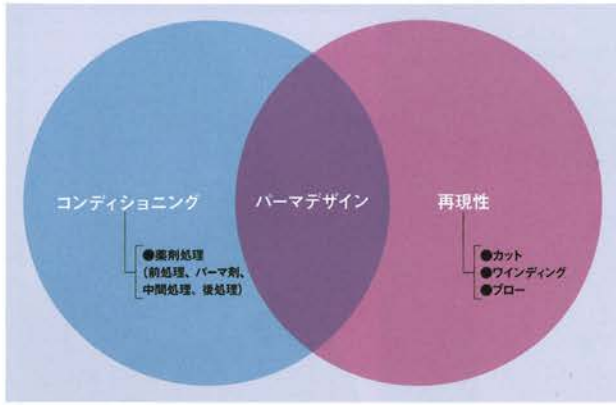 コンディショニング
●薬剤処理
(前処理、パーマ剤、
中間処理、後処理)
パーマデザイン
再現性
●カット
●ワインディング
●ブロー